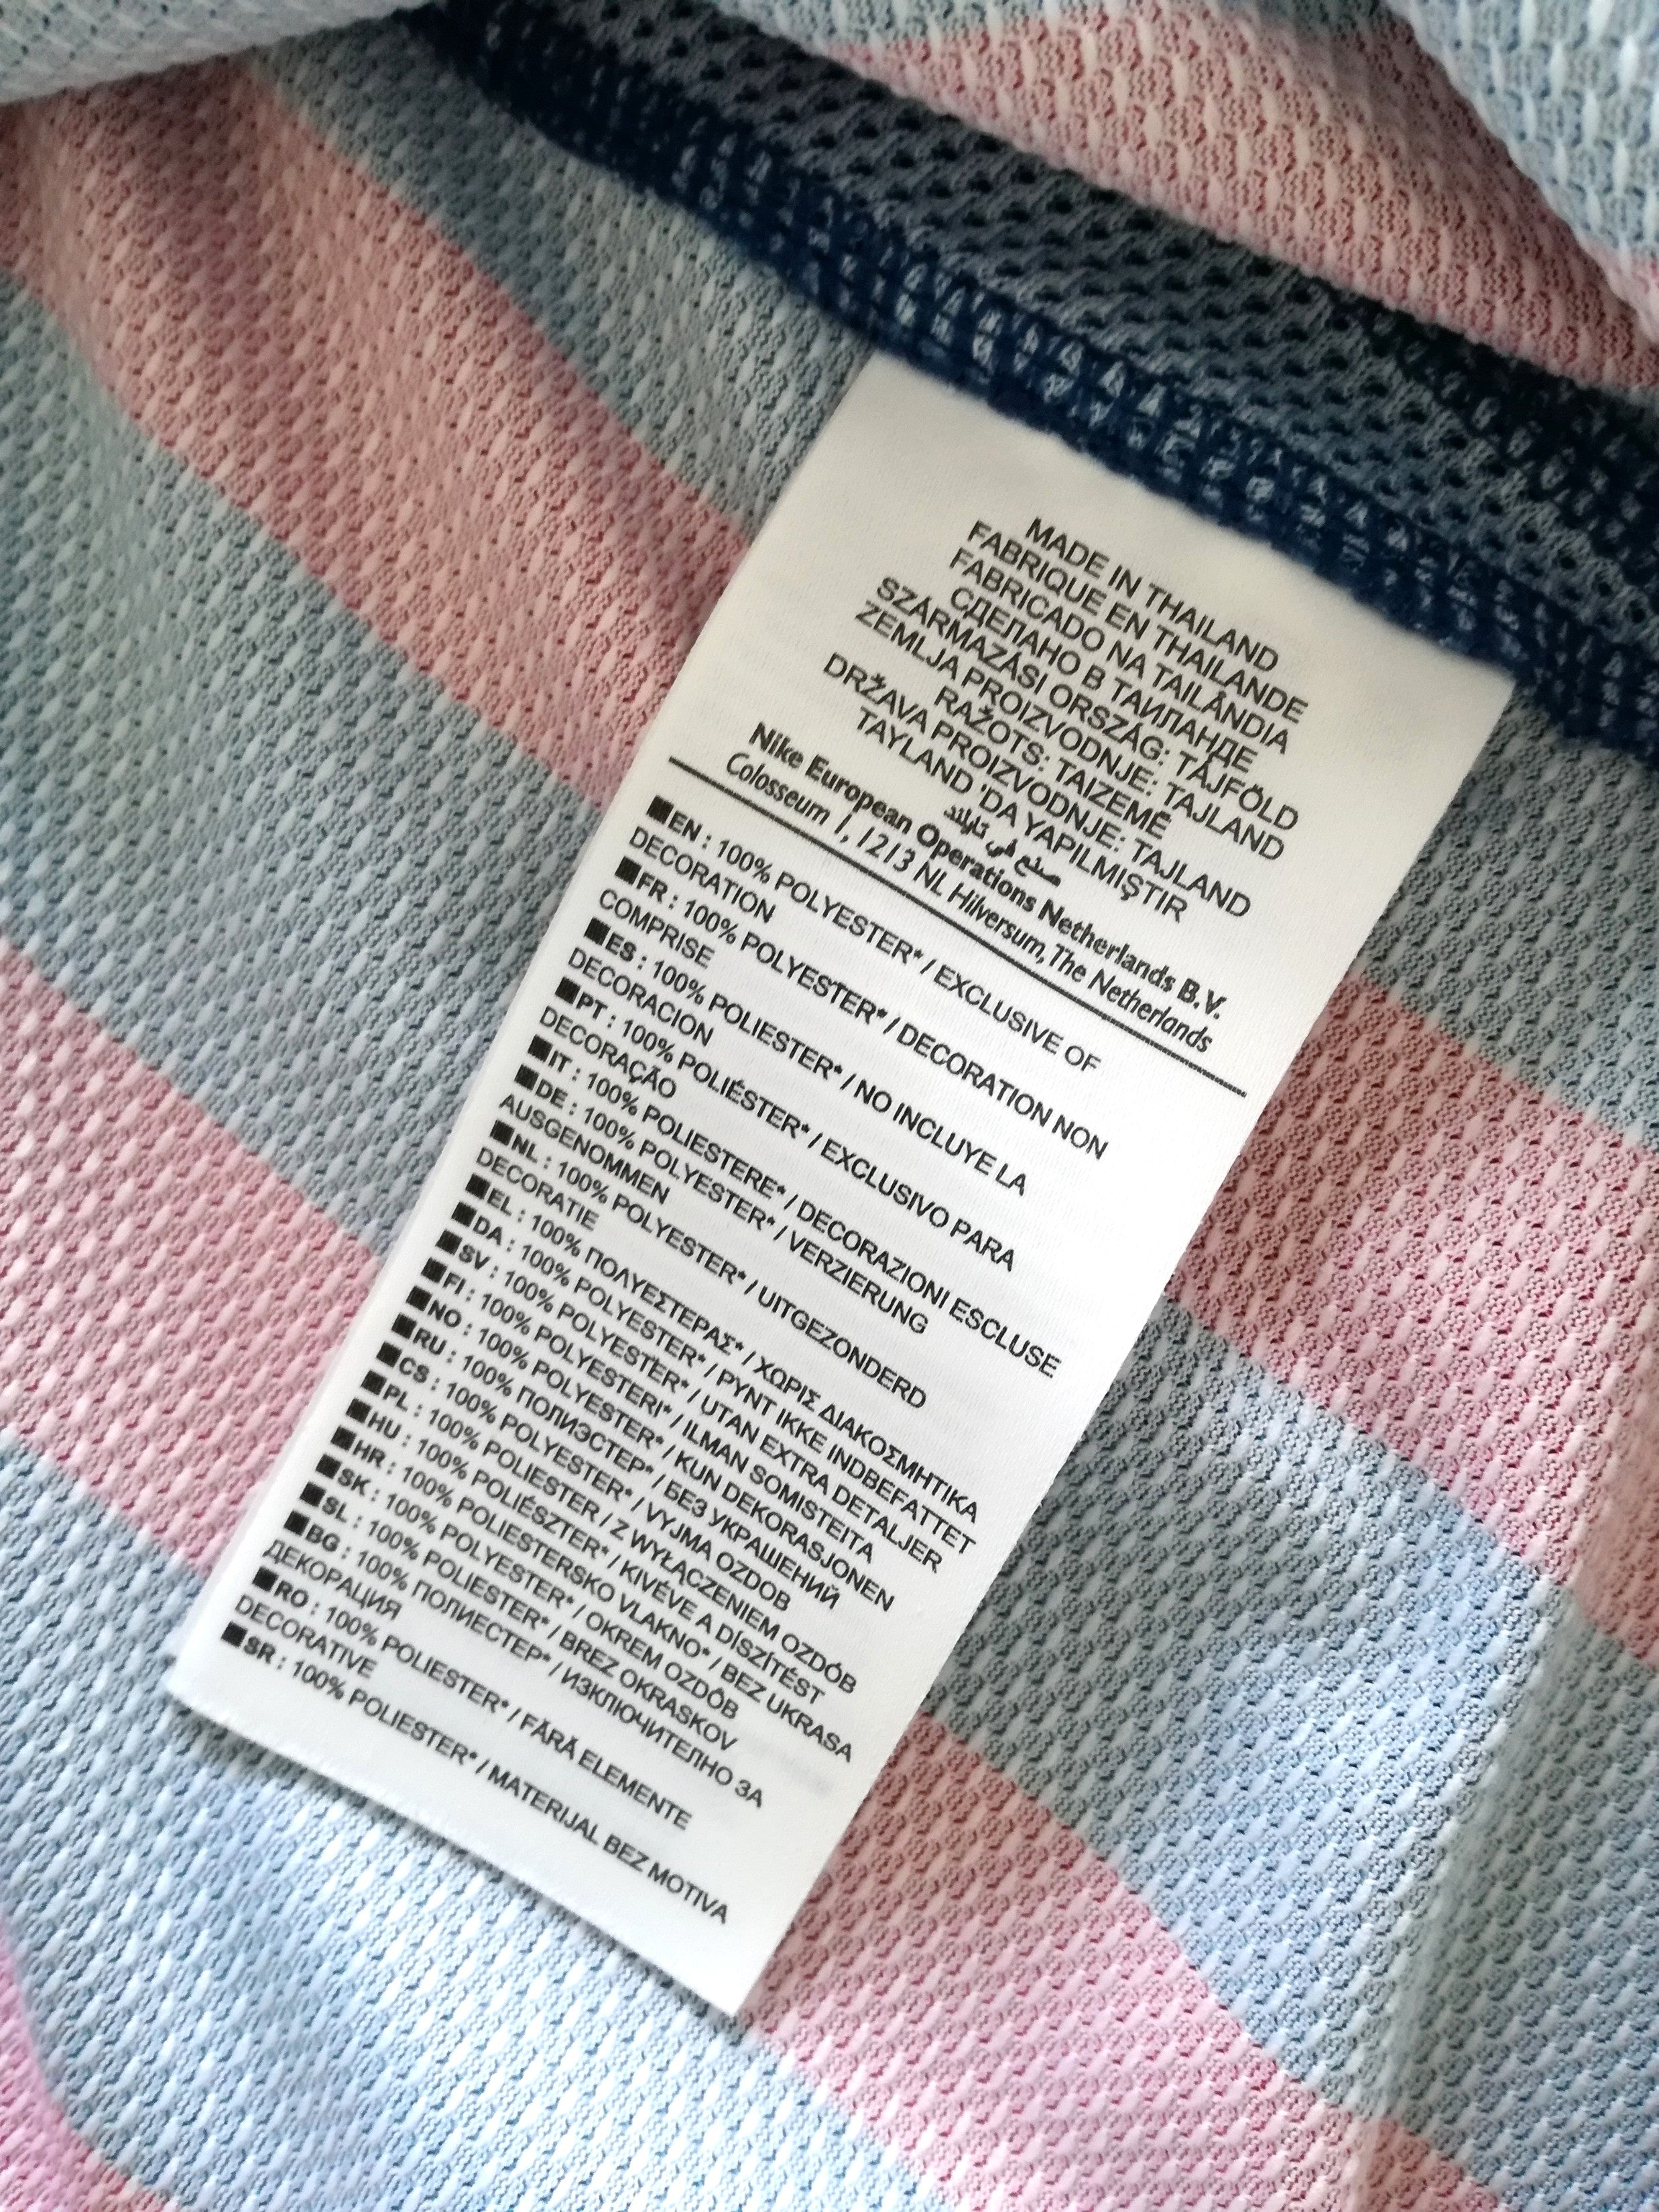 MADE IN THAILAND
FABRIQUE EN THAILANDE
FABRICADO NA TAILÂNDIA
СДЕЛАНО В ТАИЛАНДЕ
SZÁRMAZÁSI ORSZÁG: TÁJFÖLD
ZEMLJA PROIZVODNJE: TAJLAND
RAŽOTS: TAIZEMĒ
DRŽAVA PROIZVODNJE: TAJLAND
TAYLAND 'DA YAPILMIŞTIR
صنع في تايلند
Nike European Operations Netherlands B.V.
Colosseum 1, 1213 NL Hilversum, The Netherlands
EN : 100% POLYESTER* / EXCLUSIVE OF
DECORATION
FR : 100% POLYESTER* / DECORATION NON
COMPRISE
ES : 100% POLIESTER* / NO INCLUYE LA
DECORACION
PT : 100% POLIÉSTER* / EXCLUSIVO PARA
DECORAÇÃO
IT : 100% POLIESTERE* / DECORAZIONI ESCLUSE
DE : 100% POLYESTER* / VERZIERUNG
AUSGENOMMEN
NL : 100% POLYESTER* / UITGEZONDERD
DECORATIE
EL : 100% ΠΟΛΥΕΣΤΕΡΑΣ* / ΧΩΡΙΣ ΔΙΑΚΟΣΜΗΤΙΚΑ
DA : 100% POLYESTER* / PYNT IKKE INDBEFATTET
SV : 100% POLYESTER* / UTAN EXTRA DETALJER
FI : 100% POLYESTERI* / ILMAN SOMISTEITA
NO : 100% POLYESTER* / KUN DEKORASJONEN
RU : 100% ПОЛИЭСТЕР* / БЕЗ УКРАШЕНИЙ
CS : 100% POLYESTER* / VYJMA OZDOB
PL : 100% POLIESTER / Z WYŁĄCZENIEM OZDÓB
HU : 100% POLIÉSZTER* / KIVÉVE A DÍSZÍTÉST
HR : 100% POLIESTERSKO VLAKNO* / BEZ UKRASA
SK : 100% POLYESTER* / OKREM OZDÔB
SL : 100% POLIESTER* / BREZ OKRASKOV
BG : 100% ПОЛИЕСТЕР* / ИЗКЛЮЧИТЕЛНО ЗА
ДЕКОРАЦИЯ
RO : 100% POLIESTER* / FĂRĂ ELEMENTE
DECORATIVE
SR : 100% POLIESTER* / MATERIJAL BEZ MOTIVA